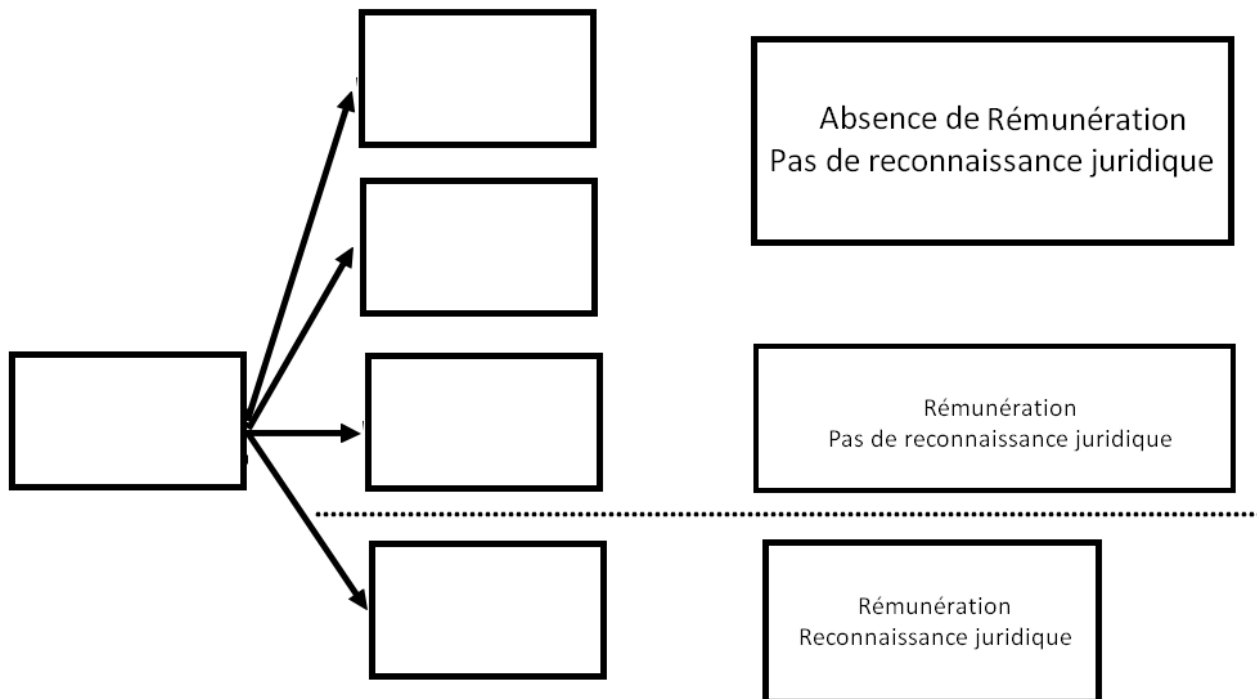 Absence de Rémunération
Pas de reconnaissance juridique
Rémunération
Pas de reconnaissance juridique
Rémunération
Reconnaissance juridique